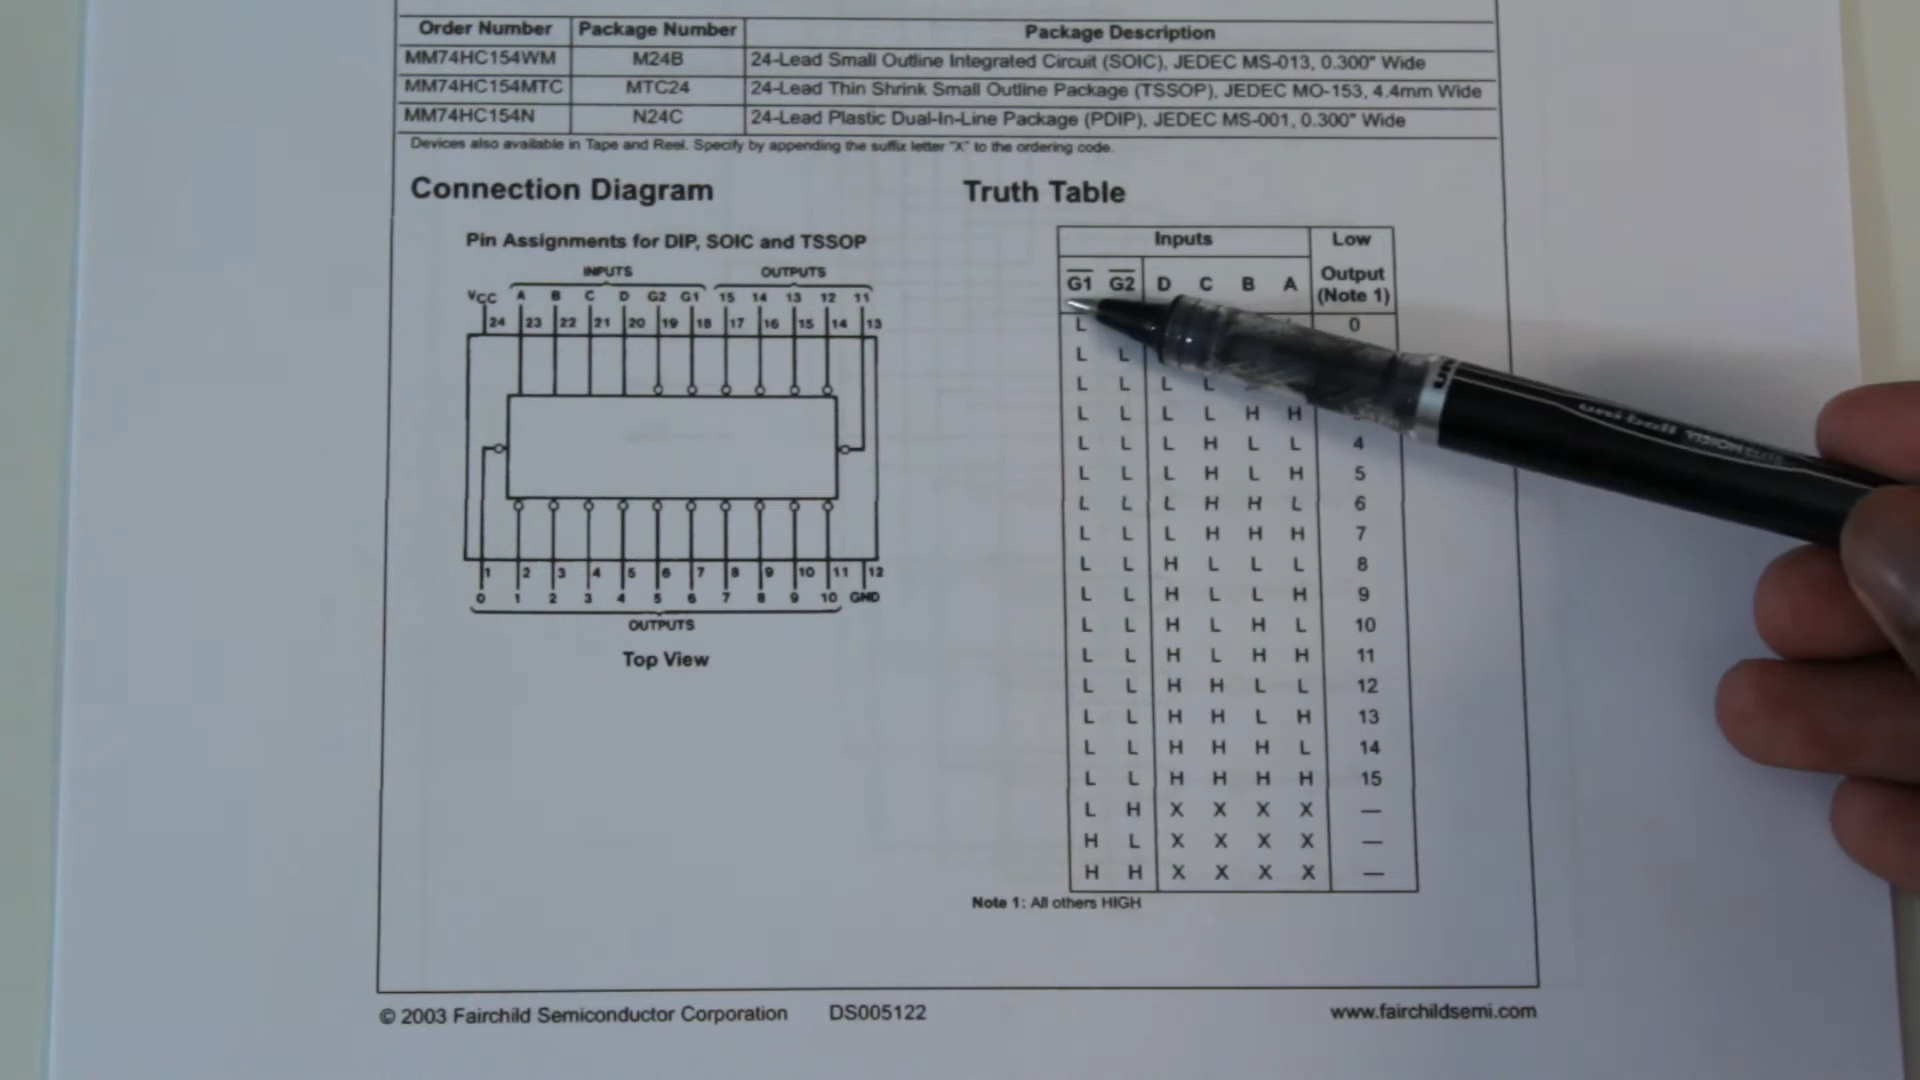 Order Number Package Number Package Description
MM74HC154WM M24B 24-Lead Small Outline Integrated Circuit (SOIC), JEDEC MS-013, 0.300" Wide
MM74HC154MTC MTC24 24-Lead Thin Shrink Small Outline Package (TSSOP), JEDEC MO-153, 4.4mm Wide
MM74HC154N N24C 24-Lead Plastic Dual-In-Line Package (PDIP), JEDEC MS-001, 0.300" Wide
Devices also available in Tape and Reel. Specify by appending the suffix letter "X" to the ordering code.
Connection Diagram
Pin Assignments for DIP, SOIC and TSSOP
INPUTS OUTPUTS
VCC A B C D G2 G1 15 14 13 12 11
24 23 22 21 20 19 18 17 16 15 14 13
1 2 3 4 5 6 7 8 9 10 11 12
0 1 2 3 4 5 6 7 8 9 10 GND
OUTPUTS
Top View
Truth Table
Inputs Low
Output
G1 G2 D C B A (Note 1)
L 0
L L
L L L L
L L L L H H
L L L H L L 4
L L L H L H 5
L L L H H L 6
L L L H H H 7
L L H L L L 8
L L H L L H 9
L L H L H L 10
L L H L H H 11
L L H H L L 12
L L H H L H 13
L L H H H L 14
L L H H H H 15
L H X X X X —
H L X X X X —
H H X X X X —
Note 1: All others HIGH
© 2003 Fairchild Semiconductor Corporation DS005122 www.fairchildsemi.com
uni-ball VISION